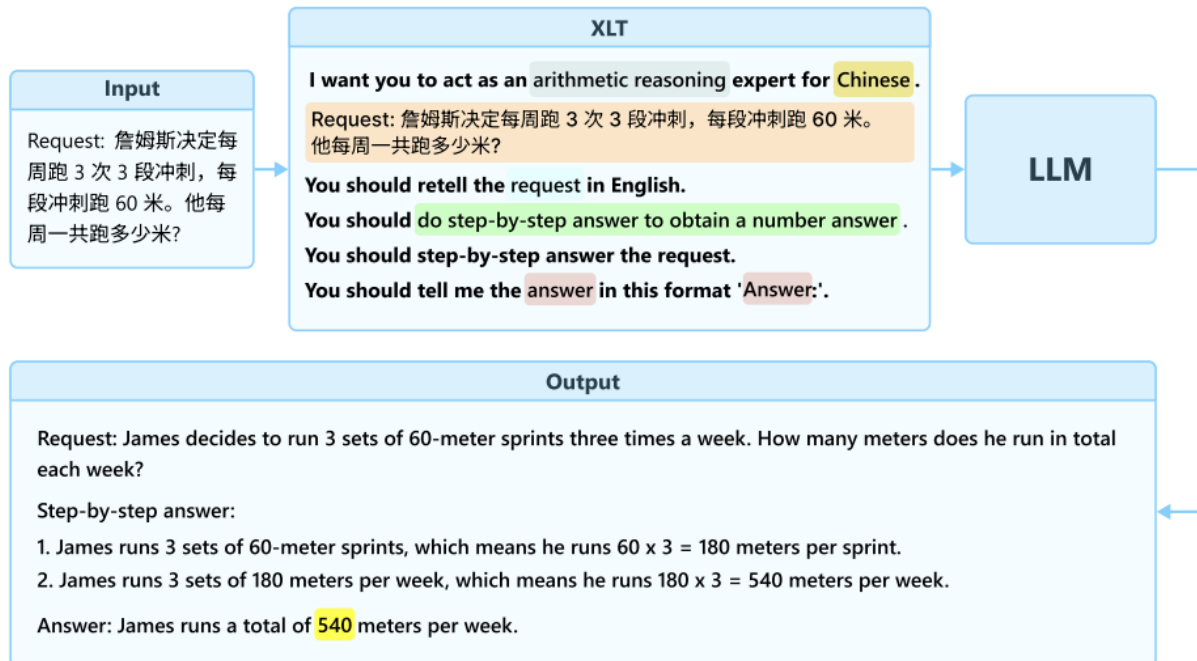 Input
Request: 詹姆斯决定每
周跑 3 次 3 段冲刺，每
段冲刺跑 60 米。他每
周一共跑多少米?
XLT
I want you to act as an arithmetic reasoning expert for Chinese .
Request: 詹姆斯决定每周跑 3 次 3 段冲刺，每段冲刺跑 60 米。
他每周一共跑多少米?
You should retell the request in English.
You should do step-by-step answer to obtain a number answer .
You should step-by-step answer the request.
You should tell me the answer in this format 'Answer:'.
LLM
Output
Request: James decides to run 3 sets of 60-meter sprints three times a week. How many meters does he run in total
each week?
Step-by-step answer:
1. James runs 3 sets of 60-meter sprints, which means he runs 60 x 3 = 180 meters per sprint.
2. James runs 3 sets of 180 meters per week, which means he runs 180 x 3 = 540 meters per week.
Answer: James runs a total of 540 meters per week.